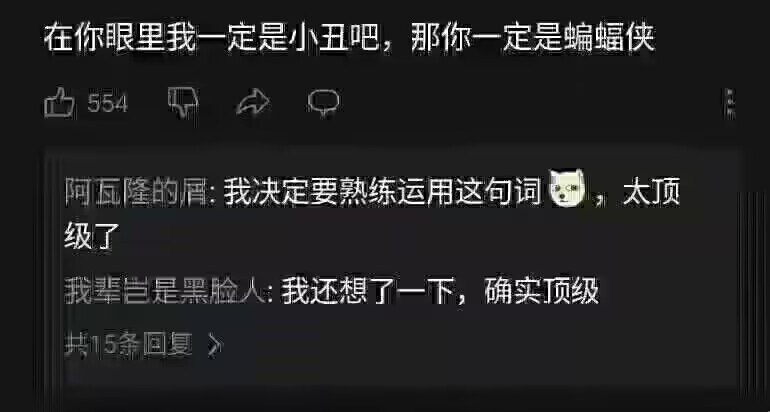 在你眼里我一定是小丑吧，那你一定是蝙蝠侠
554
阿瓦隆的屑: 我决定要熟练运用这句词，太顶
级了
我辈岂是黑脸人: 我还想了一下，确实顶级
共15条回复